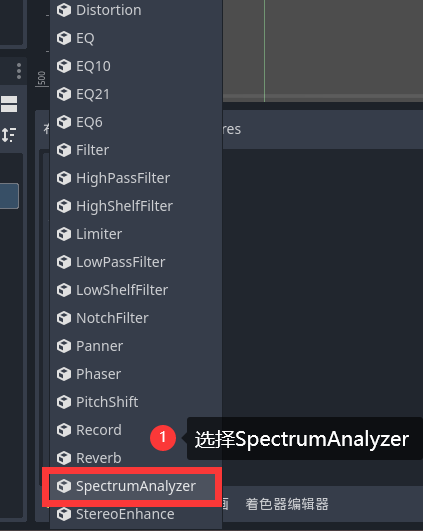 Distortion
EQ
EQ10
EQ21
EQ6
Filter
HighPassFilter
HighShelfFilter
Limiter
LowPassFilter
LowShelfFilter
NotchFilter
Panner
Phaser
PitchShift
Record
Reverb
SpectrumAnalyzer
StereoEnhance
1 选择SpectrumAnalyzer
500
res
着色器编辑器